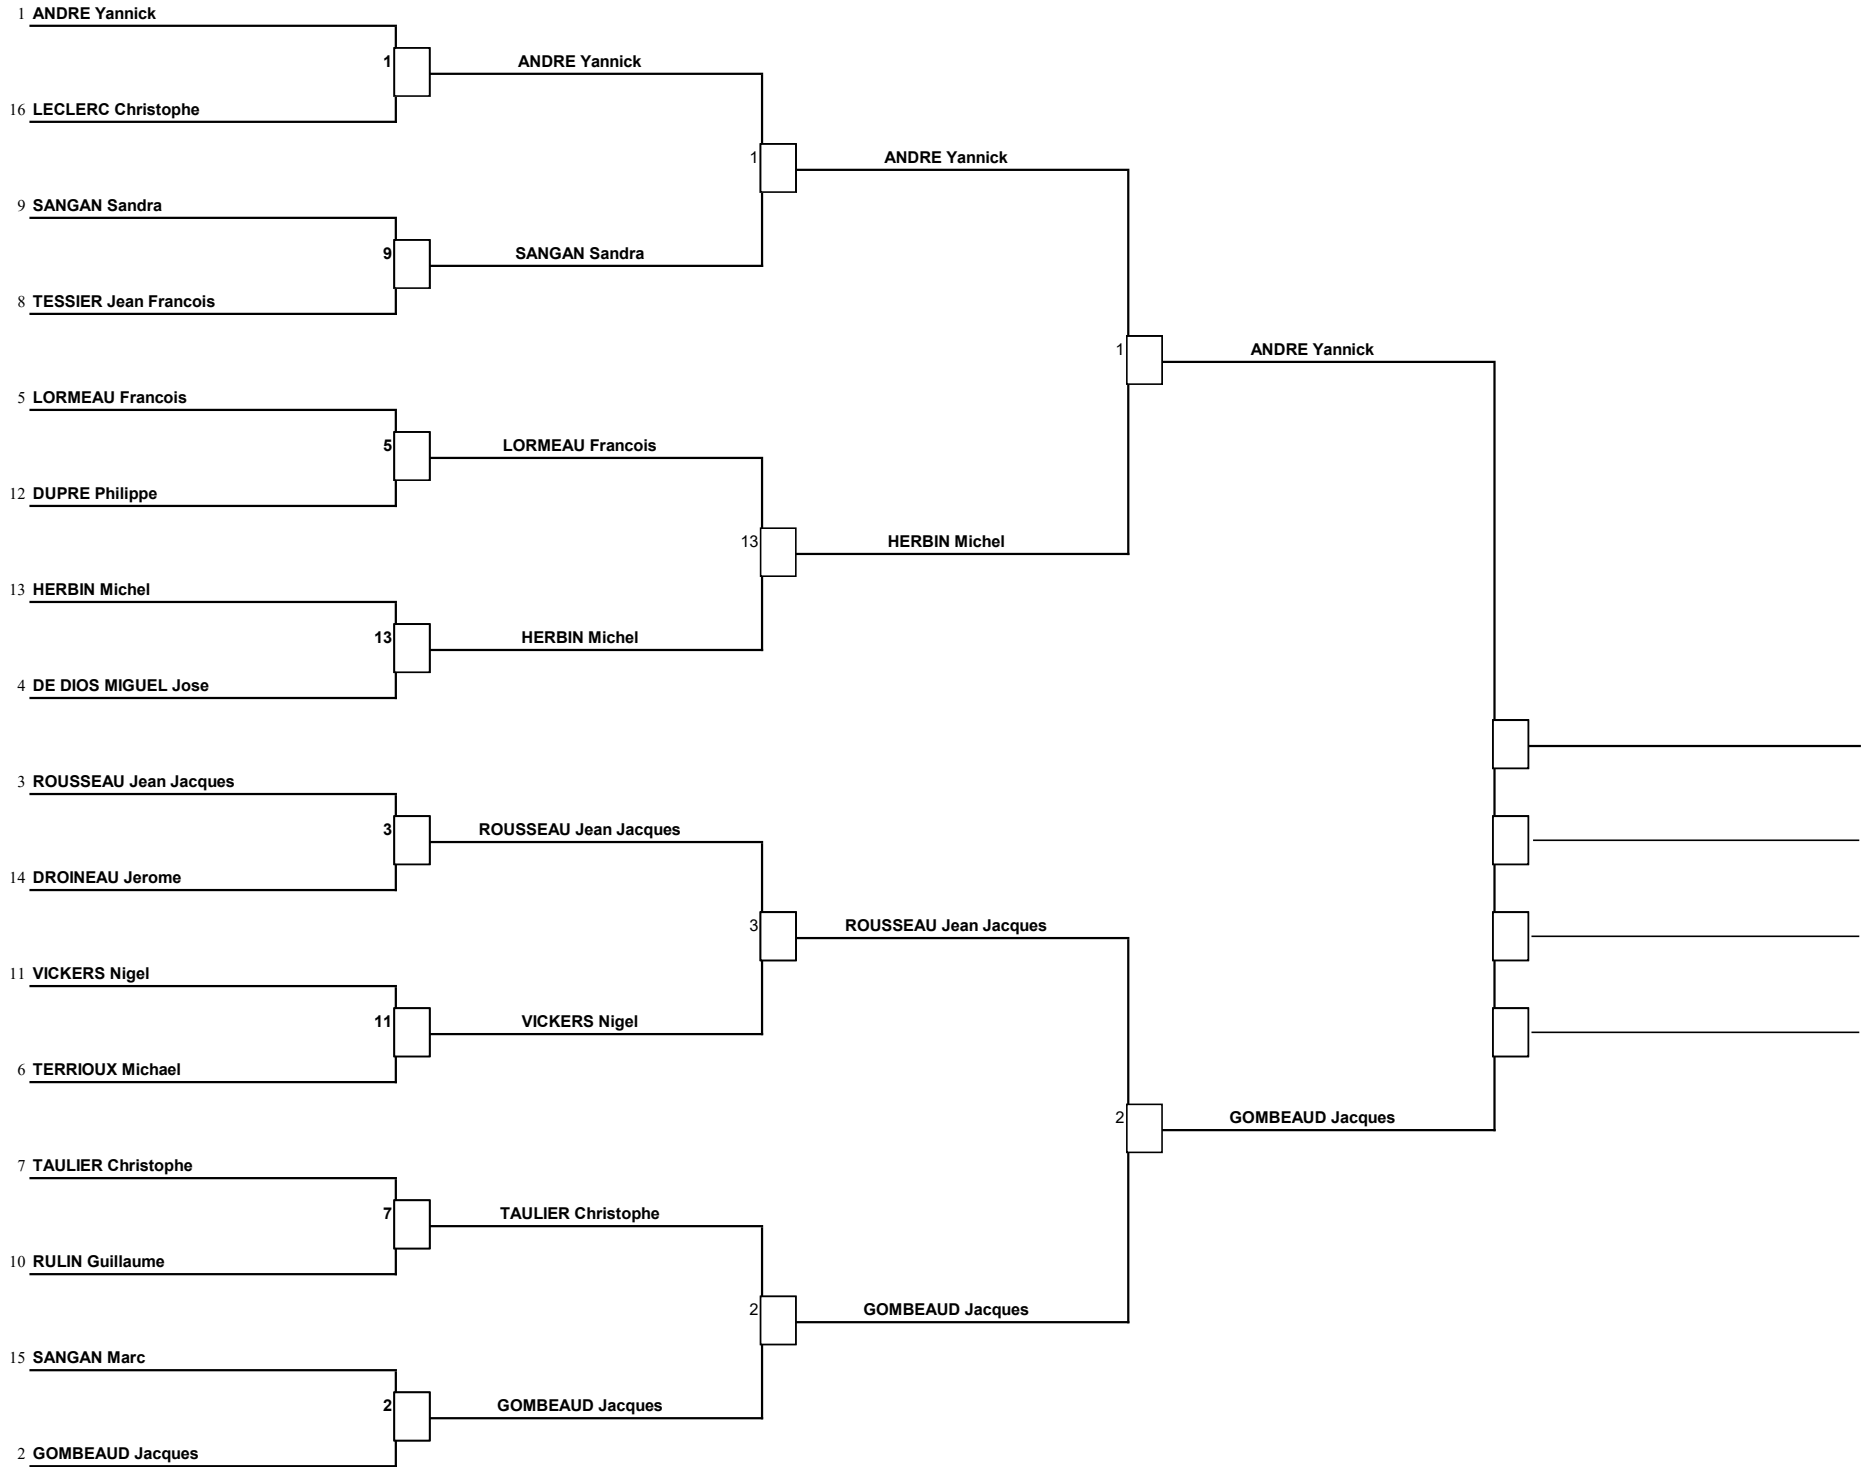 1 ANDRE Yannick
1 ANDRE Yannick
16 LECLERC Christophe
1 ANDRE Yannick
9 SANGAN Sandra
9 SANGAN Sandra
8 TESSIER Jean Francois
1 ANDRE Yannick
5 LORMEAU Francois
5 LORMEAU Francois
12 DUPRE Philippe
13 HERBIN Michel
13 HERBIN Michel
13 HERBIN Michel
4 DE DIOS MIGUEL Jose
3 ROUSSEAU Jean Jacques
3 ROUSSEAU Jean Jacques
14 DROINEAU Jerome
3 ROUSSEAU Jean Jacques
11 VICKERS Nigel
11 VICKERS Nigel
6 TERRIOUX Michael
2 GOMBEAUD Jacques
7 TAULIER Christophe
7 TAULIER Christophe
10 RULIN Guillaume
2 GOMBEAUD Jacques
15 SANGAN Marc
2 GOMBEAUD Jacques
2 GOMBEAUD Jacques